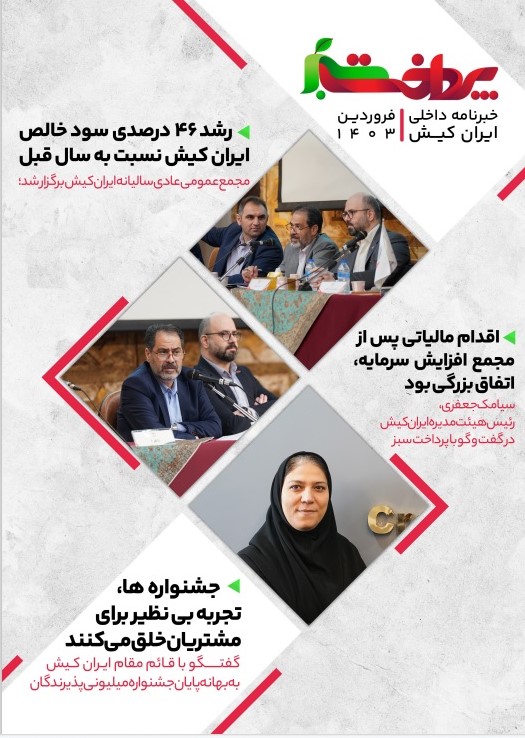 پرداخت سبز
خبرنامه داخلی
ایران کیش
فروردین
۱۴۰۳
رشد ۴۶ درصدی سود خالص
ایران کیش نسبت به سال قبل
مجمع عمومی عادی سالیانه ایران کیش برگزار شد؛
اقدام مالیاتی پس از
مجمع افزایش سرمایه،
اتفاق بزرگی بود
سیامک جعفری،
رئیس هیئت مدیره ایران کیش
در گفت و گو با پرداخت سبز
CK
جشنواره ها،
تجربه بی نظیر برای
مشتریان خلق می‌کنند
گفتگو با قائم مقام ایران کیش
به بهانه پایان جشنواره میلیونی پذیرندگان